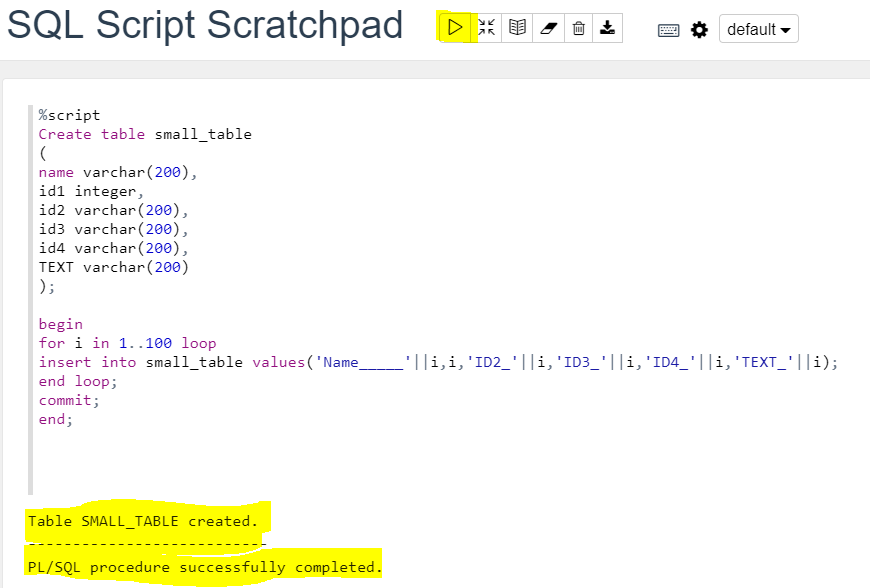 SQL Script Scratchpad
default
%script
Create table small_table
(
name varchar(200),
id1 integer,
id2 varchar(200),
id3 varchar(200),
id4 varchar(200),
TEXT varchar(200)
);
begin
for i in 1..100 loop
insert into small_table values('Name_____'||i,i,'ID2_'||i,'ID3_'||i,'ID4_'||i,'TEXT_'||i);
end loop;
commit;
end;
Table SMALL_TABLE created.
---------------------------
PL/SQL procedure successfully completed.